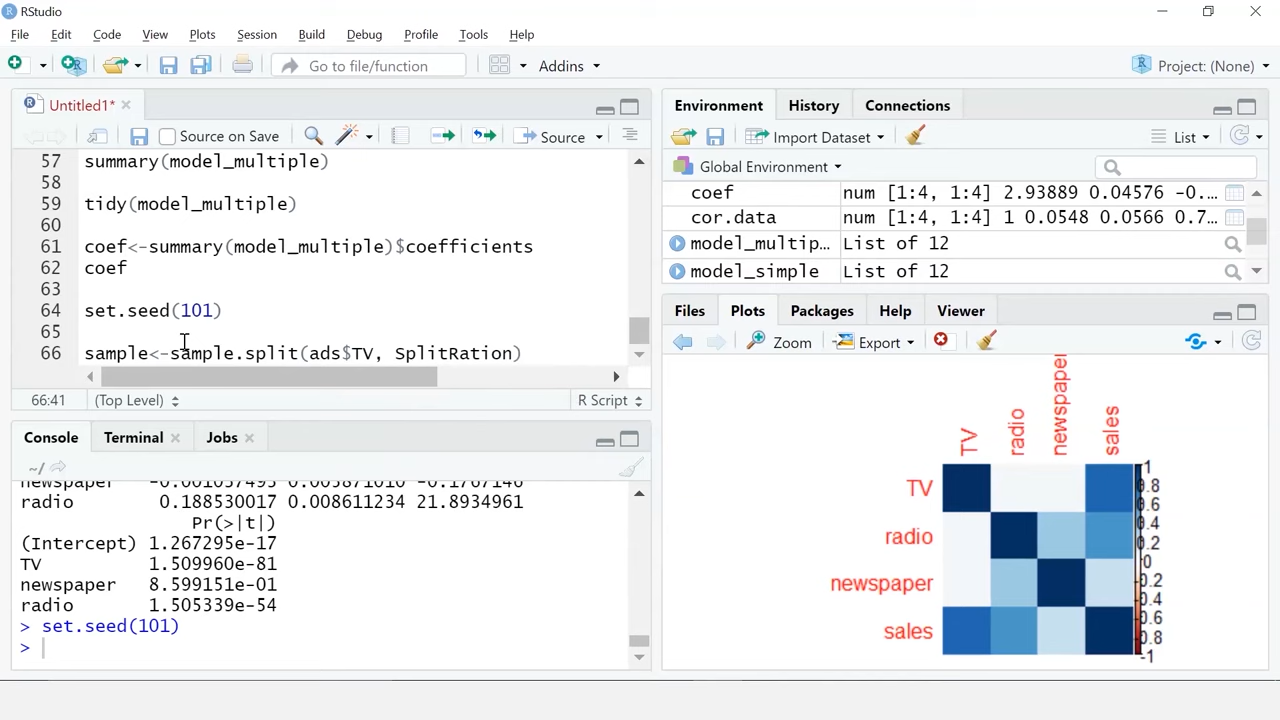 RStudio
File Edit Code View Plots Session Build Debug Profile Tools Help
Go to file/function Addins Project: (None)
Untitled1*
Source on Save Source
57 summary(model_multiple)
58
59 tidy(model_multiple)
60
61 coef<-summary(model_multiple)$coefficients
62 coef
63
64 set.seed(101)
65
66 sample<-sample.split(ads$TV, SplitRation)
66:41 (Top Level) R Script
Console Terminal Jobs
~/
newspaper -0.001037493 0.005871010 -0.1767146
radio 0.188530017 0.008611234 21.8934961
Pr(>|t|)
(Intercept) 1.267295e-17
TV 1.509960e-81
newspaper 8.599151e-01
radio 1.505339e-54
> set.seed(101)
>
Environment History Connections
Import Dataset List
Global Environment
coef num [1:4, 1:4] 2.93889 0.04576 -0...
cor.data num [1:4, 1:4] 1 0.0548 0.0566 0.7...
model_multip... List of 12
model_simple List of 12
Files Plots Packages Help Viewer
Zoom Export
TV radio newspaper sales
TV
radio
newspaper
sales
1
0.8
0.6
0.4
0.2
0
-0.2
-0.4
-0.6
-0.8
-1